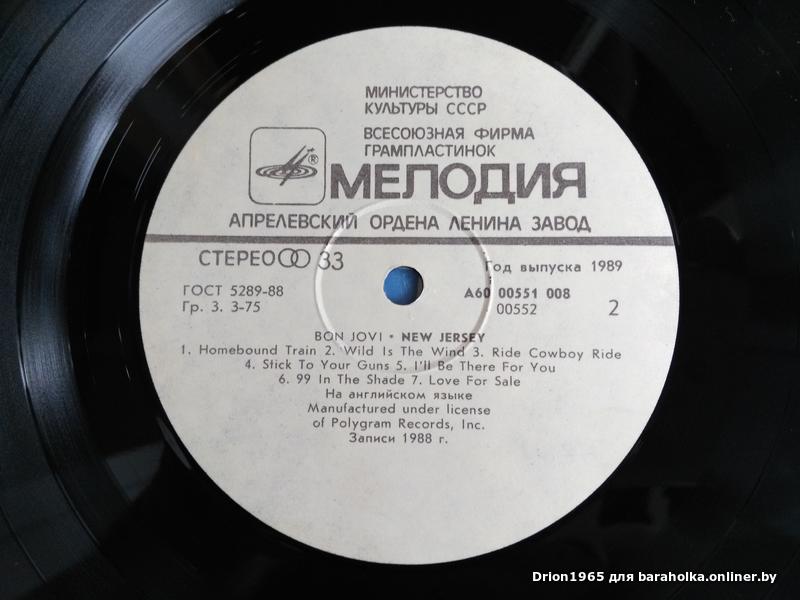 МИНИСТЕРСТВО
КУЛЬТУРЫ СССР
ВСЕСОЮЗНАЯ ФИРМА
ГРАМПЛАСТИНОК
® МЕЛОДИЯ
АПРЕЛЕВСКИЙ ОРДЕНА ЛЕНИНА ЗАВОД
СТЕРЕО 33
Год выпуска 1989
ГОСТ 5289-88
Гр. 3. 3-75
А60 00551 008
00552
2
BON JOVI • NEW JERSEY
1. Homebound Train 2. Wild Is The Wind 3. Ride Cowboy Ride
4. Stick To Your Guns 5. I'll Be There For You
6. 99 In The Shade 7. Love For Sale
На английском языке
Manufactured under license
of Polygram Records, Inc.
Записи 1988 г.
Drion1965 для baraholka.onliner.by